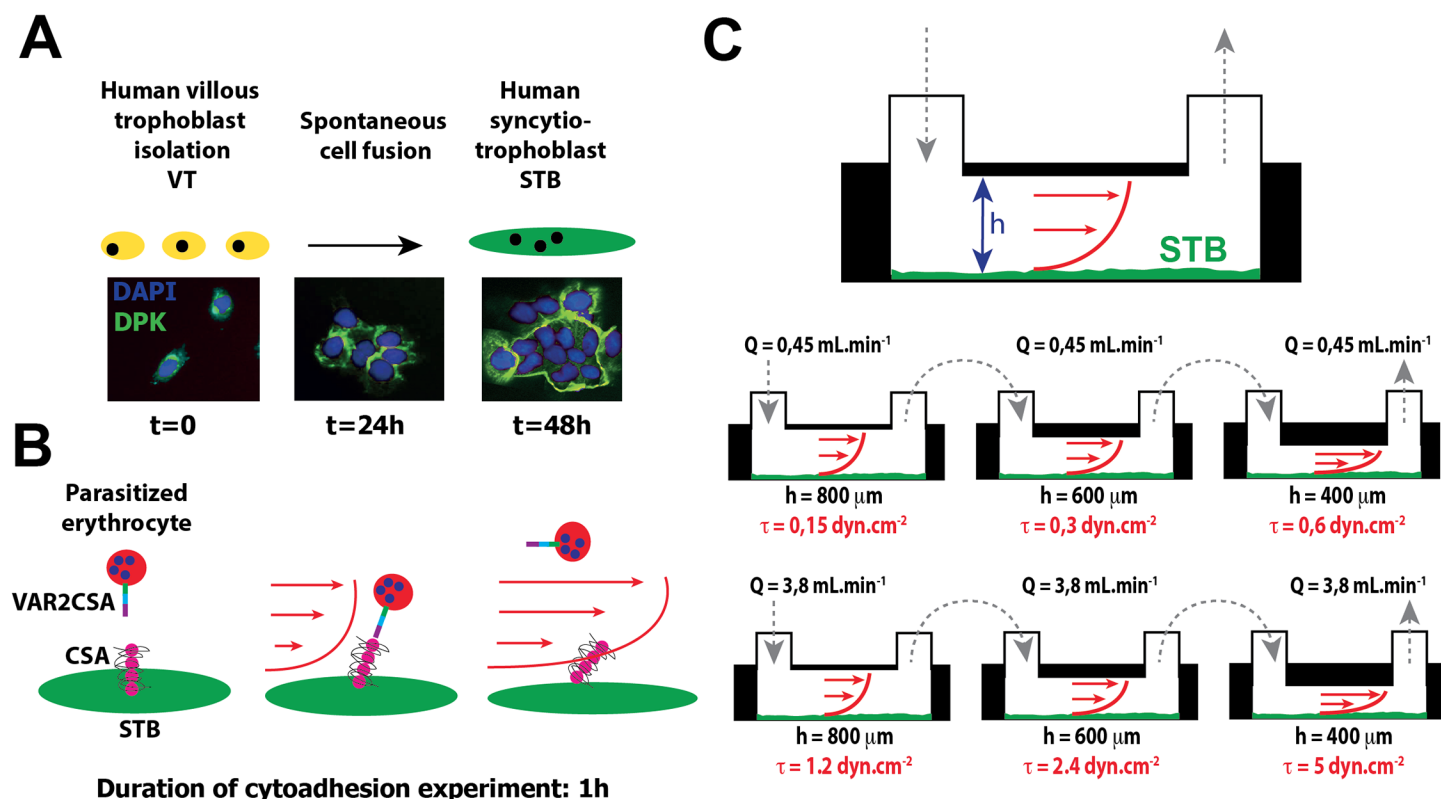 A
Human villous
trophoblast
isolation
VT
Spontaneous
cell fusion
Human
syncytio-
trophoblast
STB
DAPI
DPK
t=0
t=24h
t=48h
B
Parasitized
erythrocyte
VAR2CSA
CSA
STB
Duration of cytoadhesion experiment: 1h
C
h
STB
Q = 0,45 mL.min⁻¹
Q = 0,45 mL.min⁻¹
Q = 0,45 mL.min⁻¹
h = 800 μm
h = 600 μm
h = 400 μm
τ = 0,15 dyn.cm⁻²
τ = 0,3 dyn.cm⁻²
τ = 0,6 dyn.cm⁻²
Q = 3,8 mL.min⁻¹
Q = 3,8 mL.min⁻¹
Q = 3,8 mL.min⁻¹
h = 800 μm
h = 600 μm
h = 400 μm
τ = 1.2 dyn.cm⁻²
τ = 2.4 dyn.cm⁻²
τ = 5 dyn.cm⁻²